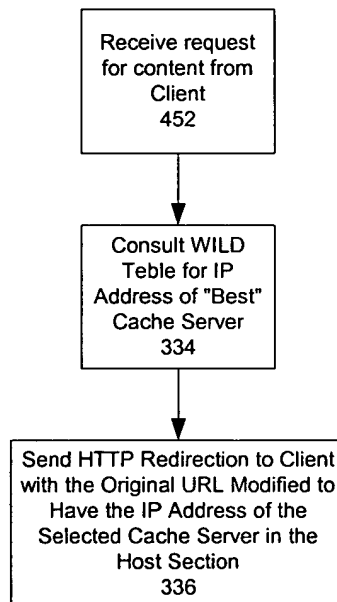 Receive request
for content from
Client
452
Consult WILD
Teble for IP
Address of "Best"
Cache Server
334
Send HTTP Redirection to Client
with the Original URL Modified to
Have the IP Address of the
Selected Cache Server in the
Host Section
336